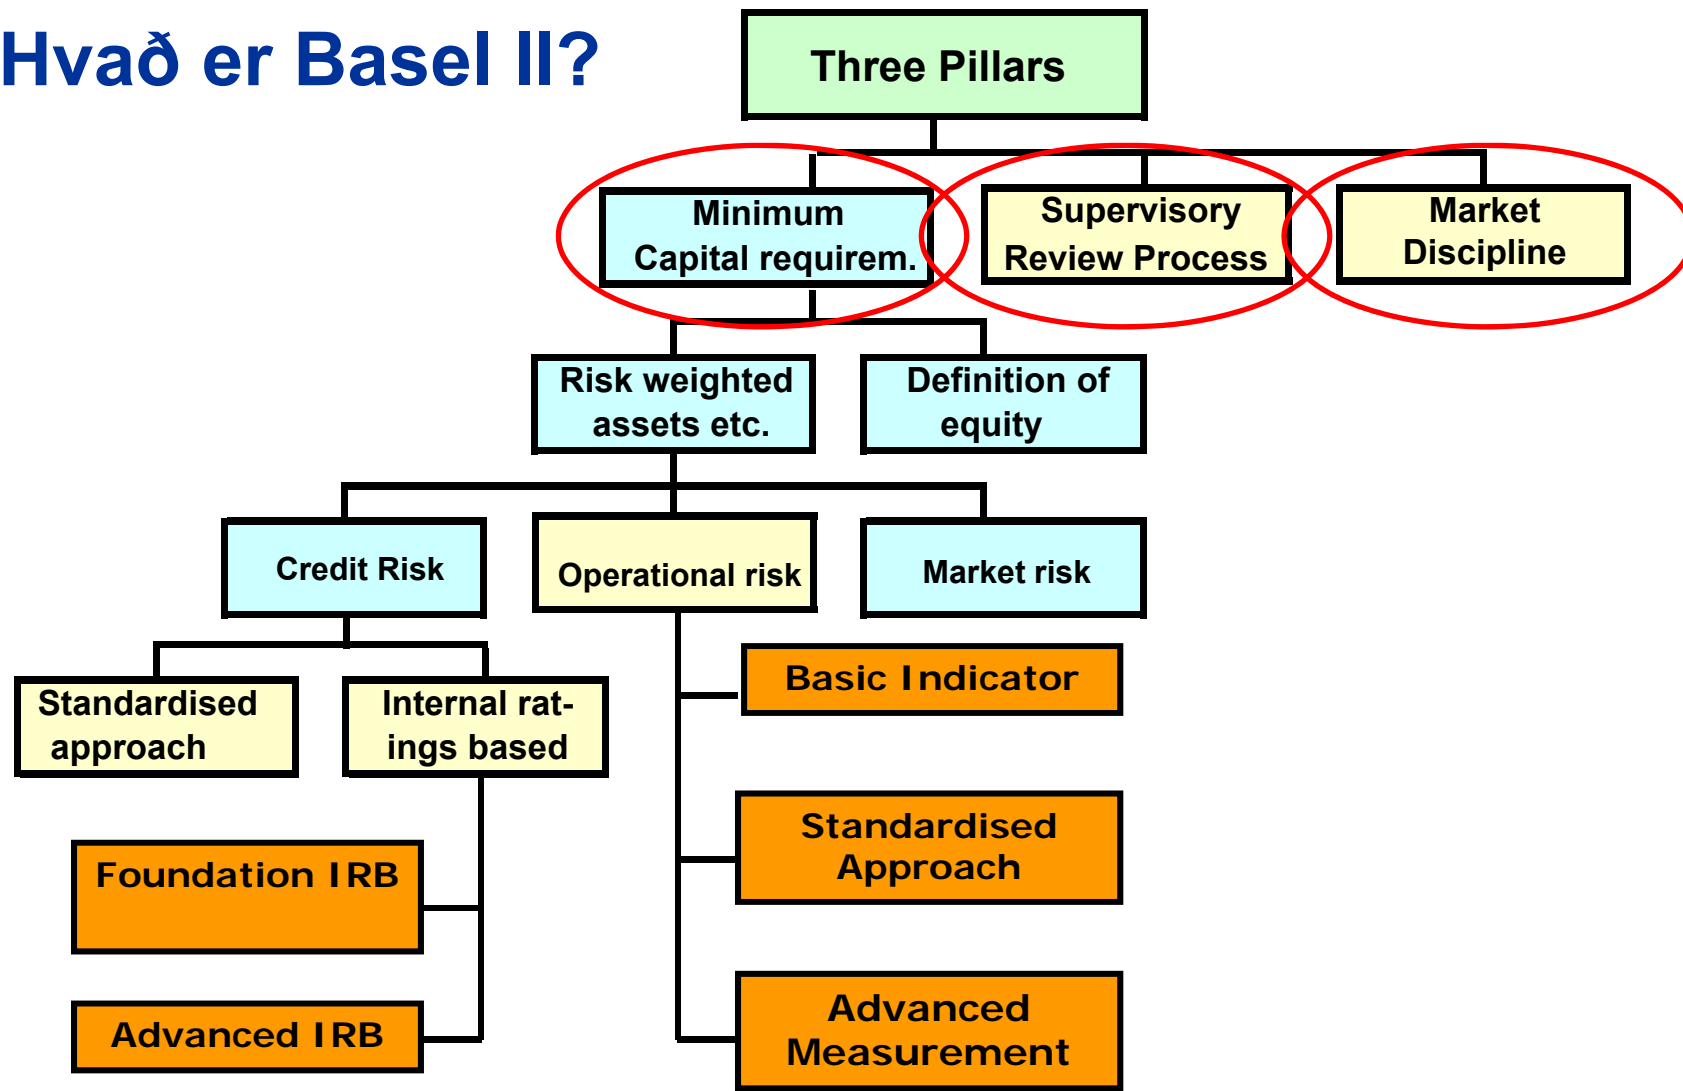 Hvað er Basel II?
Three Pillars
Minimum
Capital requirem.
Supervisory
Review Process
Market
Discipline
Risk weighted
assets etc.
Definition of
equity
Credit Risk
Operational risk
Market risk
Standardised
approach
Internal rat-
ings based
Basic Indicator
Standardised
Approach
Foundation IRB
Advanced
Measurement
Advanced IRB